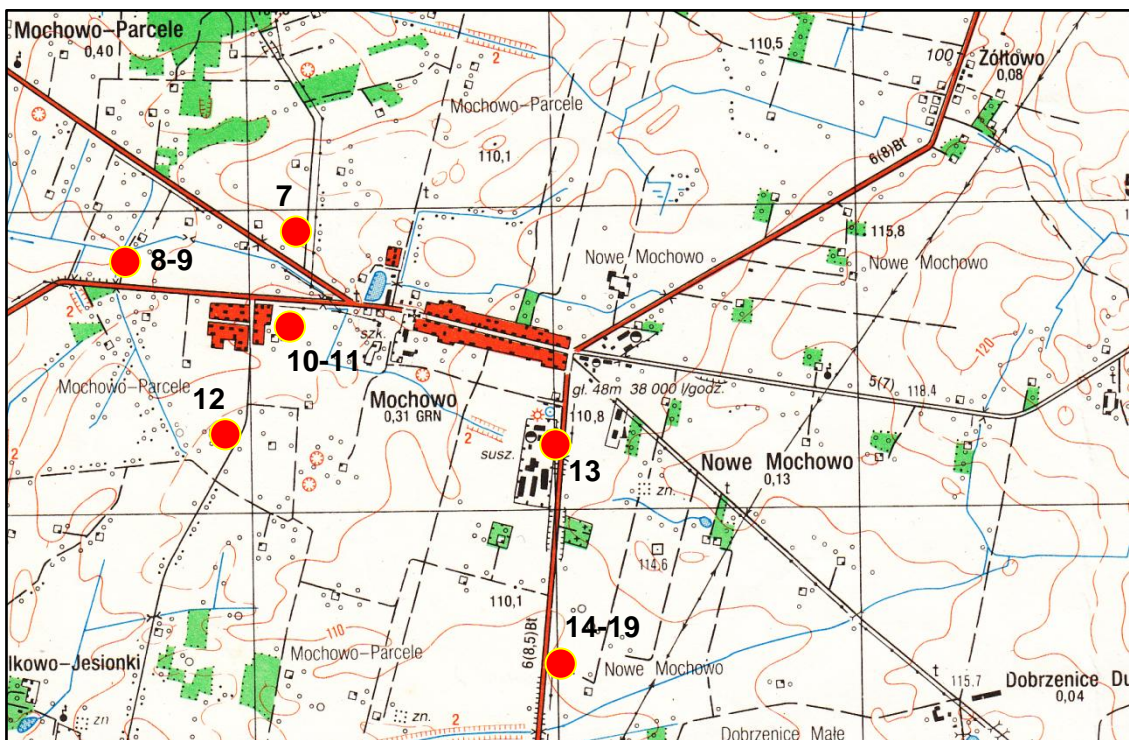 Mochowo-Parcele
0,40
2
110,5
100
Żółtowo
0,08
Mochowo-Parcele
110,1
6(8)Bt
t
7
115,8
8-9
Nowe Mochowo
Nowe Mochowo
2
szk.
10-11
120
Mochowo-Parcele
12
Mochowo
0,31 GRN
gł. 48m 38 000 l/godz.
5(7)
118.4
t
110,8
2
2
susz.
13
Nowe Mochowo
0,13
zn.
t
114,6
110,1
14-19
110
6(8,5)Bt
Mochowo-Parcele
Nowe Mochowo
lkowo-Jesionki
t
115.7
Dobrzenice Du
0,04
zn
zn.
2
Dobrzenice Małe